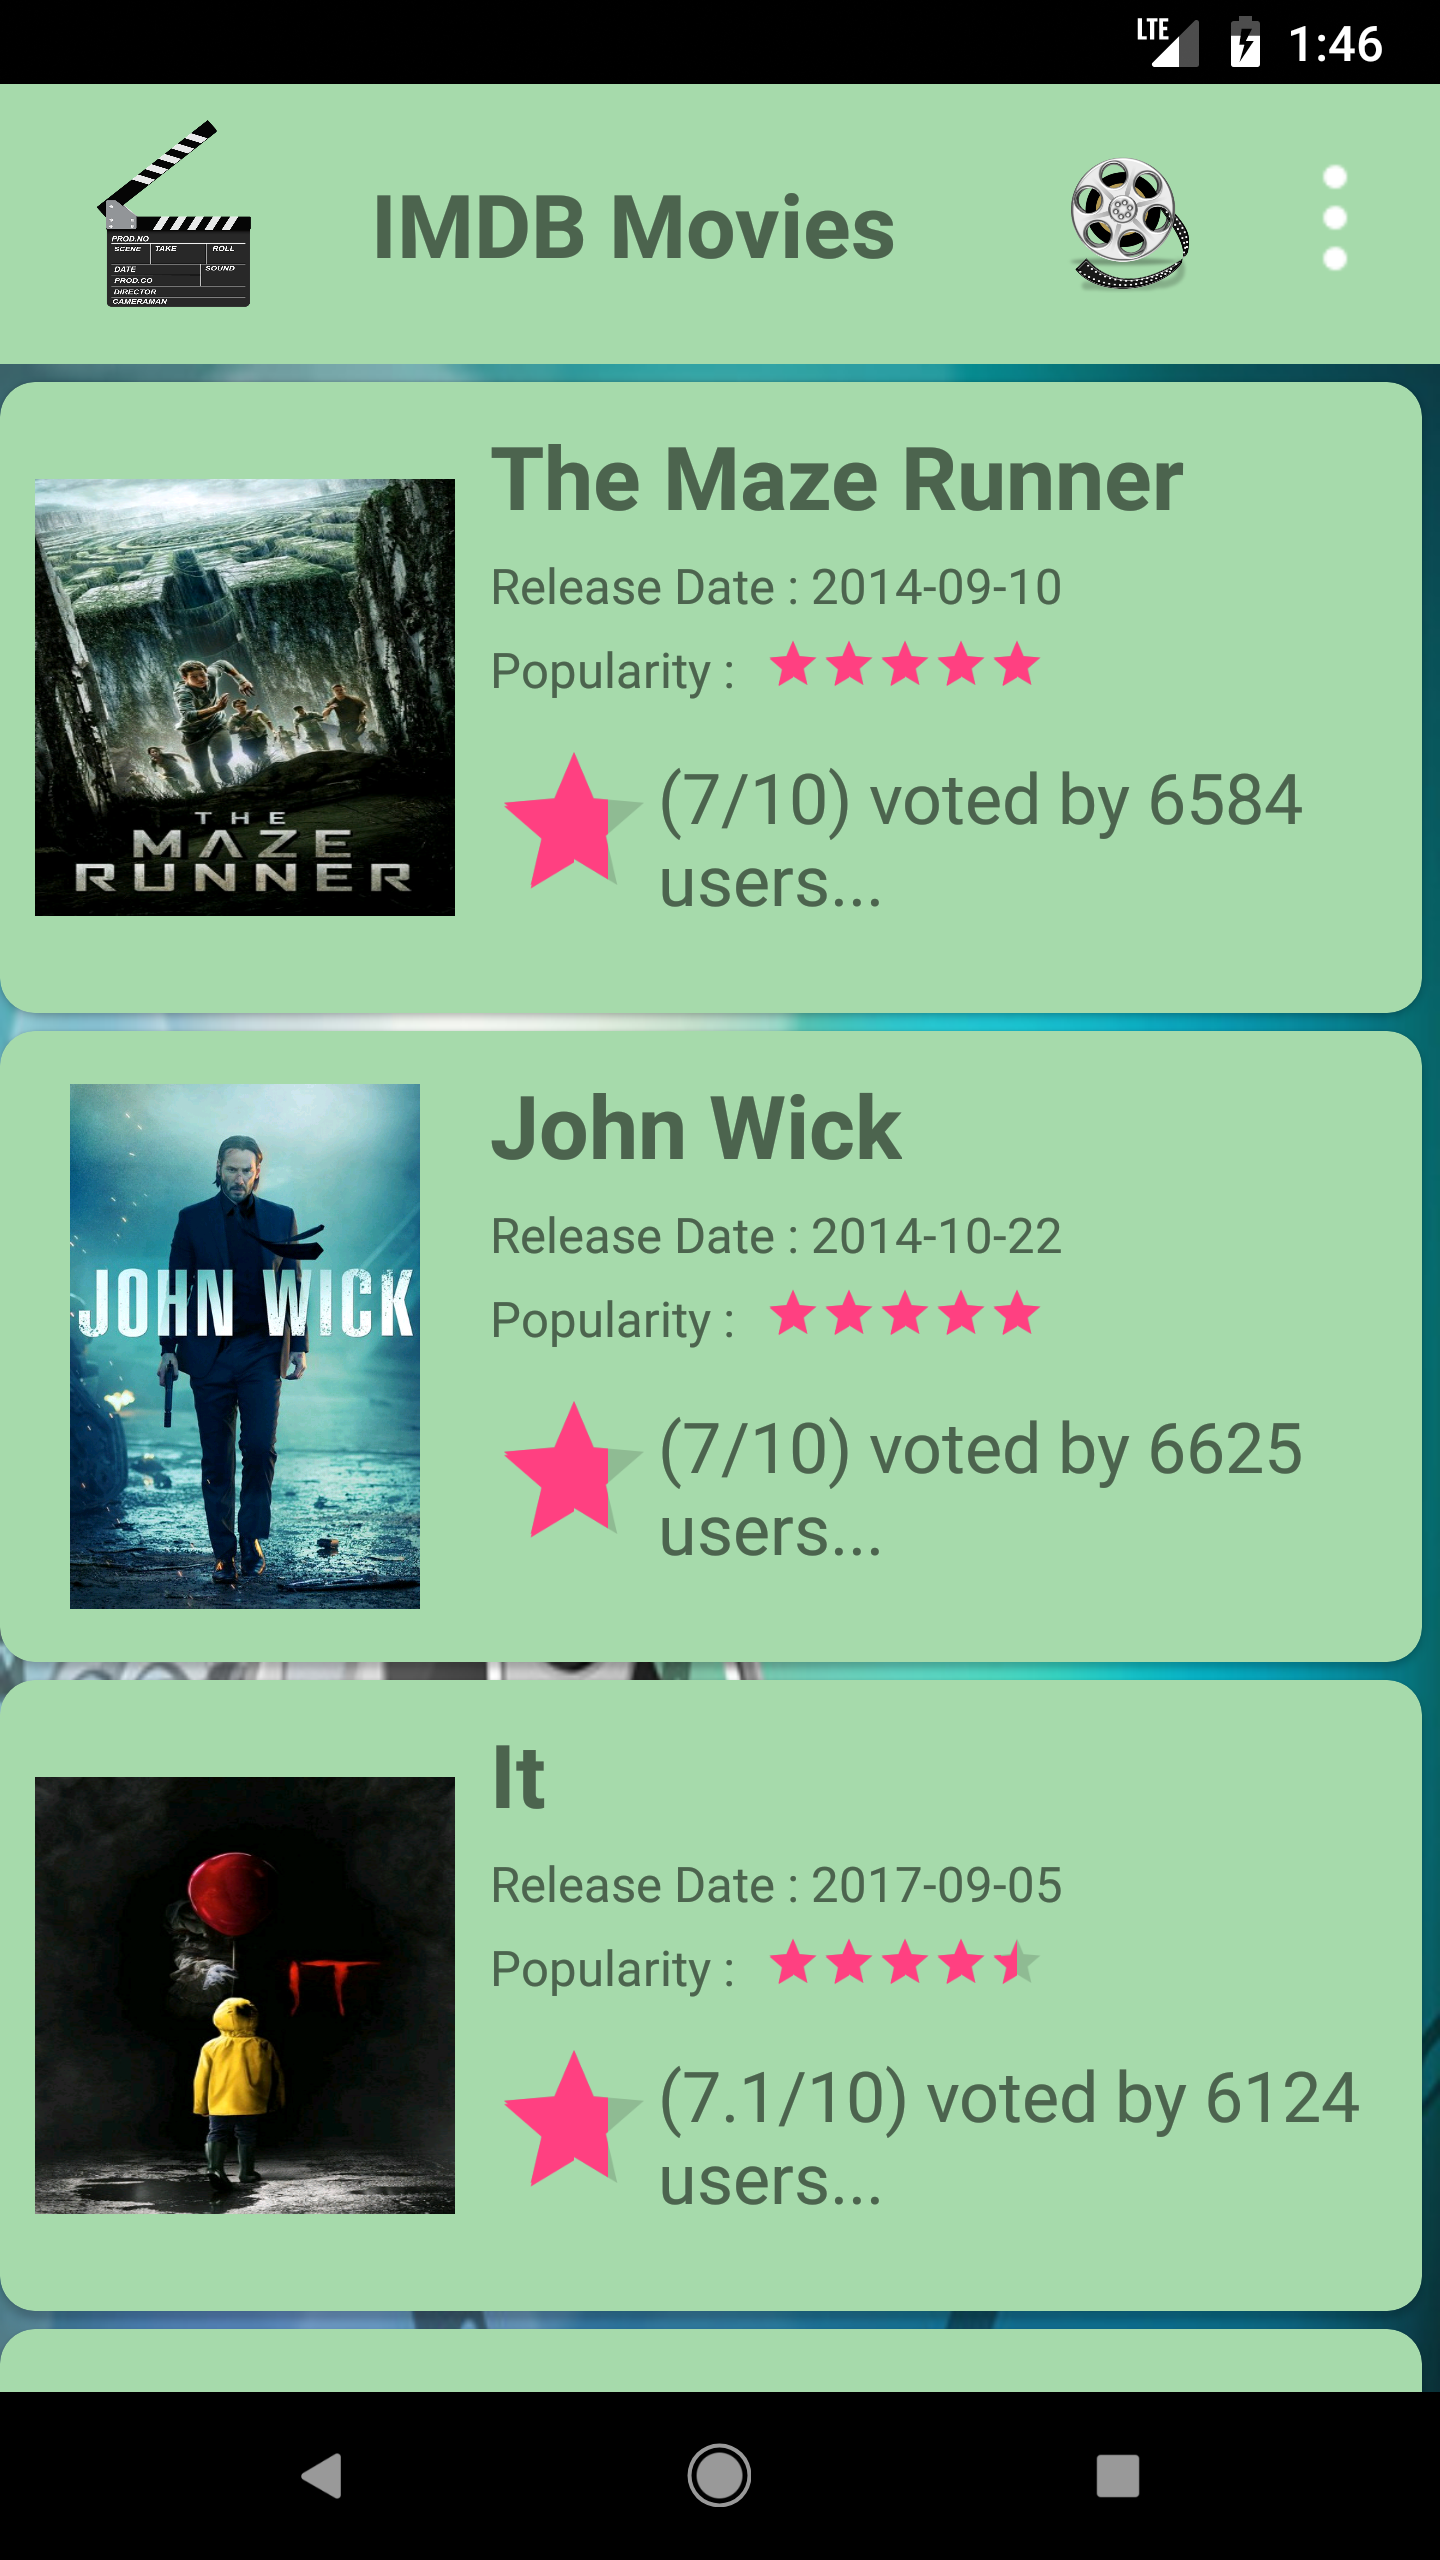 LTE 1:46
PROD.NO
SCENE TAKE ROLL
DATE SOUND
PROD.CO
DIRECTOR
CAMERAMAN
IMDB Movies
The Maze Runner
Release Date : 2014-09-10
Popularity :
(7/10) voted by 6584
users...
THE
MAZE
RUNNER
John Wick
Release Date : 2014-10-22
Popularity :
(7/10) voted by 6625
users...
JOHN WICK
It
Release Date : 2017-09-05
Popularity :
(7.1/10) voted by 6124
users...
IT